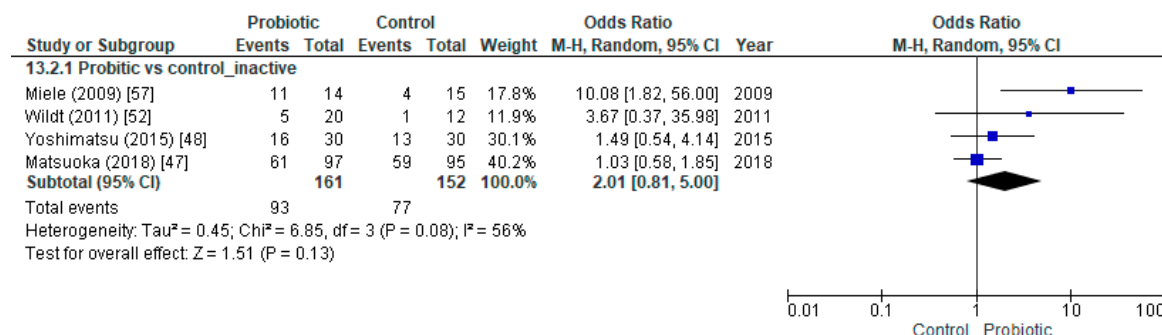 Probiotic Control Odds Ratio Odds Ratio
Study or Subgroup Events Total Events Total Weight M-H, Random, 95% CI Year M-H, Random, 95% CI
13.2.1 Probitic vs control_inactive
Miele (2009) [57] 11 14 4 15 17.8% 10.08 [1.82, 56.00] 2009
Wildt (2011) [52] 5 20 1 12 11.9% 3.67 [0.37, 35.98] 2011
Yoshimatsu (2015) [48] 16 30 13 30 30.1% 1.49 [0.54, 4.14] 2015
Matsuoka (2018) [47] 61 97 59 95 40.2% 1.03 [0.58, 1.85] 2018
Subtotal (95% CI) 161 152 100.0% 2.01 [0.81, 5.00]
Total events 93 77
Heterogeneity: Tau² = 0.45; Chi² = 6.85, df = 3 (P = 0.08); I² = 56%
Test for overall effect: Z = 1.51 (P = 0.13)
0.01 0.1 1 10 100
Control Probiotic